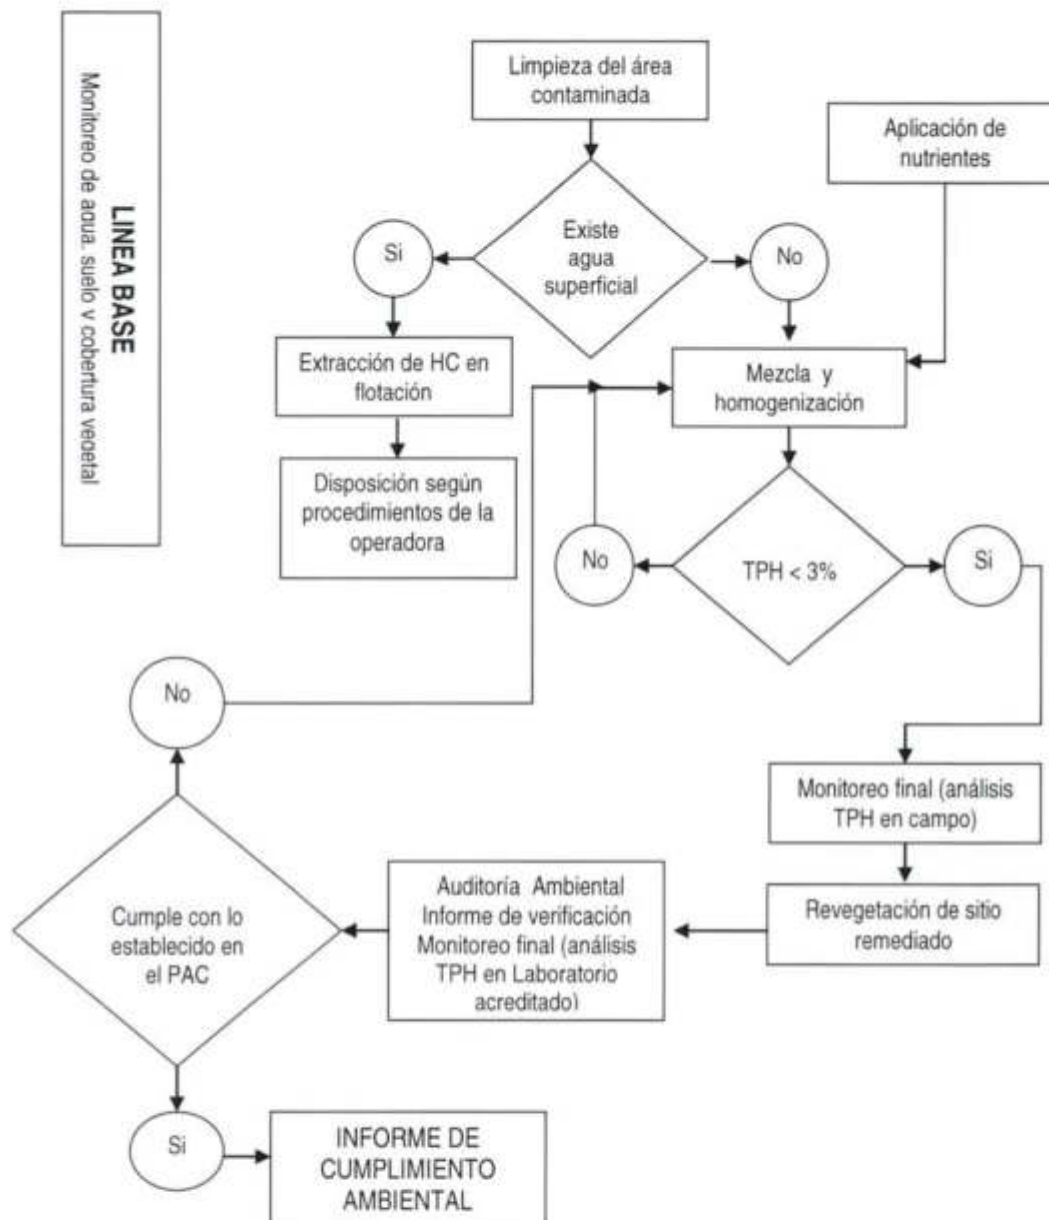 LINEA BASE
Monitoreo de aqua. suelo v cobertura veqetal
Limpieza del área
contaminada
Aplicación de
nutrientes
Existe
agua
superficial
Si
No
Extracción de HC en
flotación
Mezcla y
homogenización
Disposición según
procedimientos de la
operadora
No
TPH < 3%
Si
No
Monitoreo final (análisis
TPH en campo)
Cumple con lo
establecido en
el PAC
Auditoría Ambiental
Informe de verificación
Monitoreo final (análisis
TPH en Laboratorio
acreditado)
Revegetación de sitio
remediado
Si
INFORME DE
CUMPLIMIENTO
AMBIENTAL